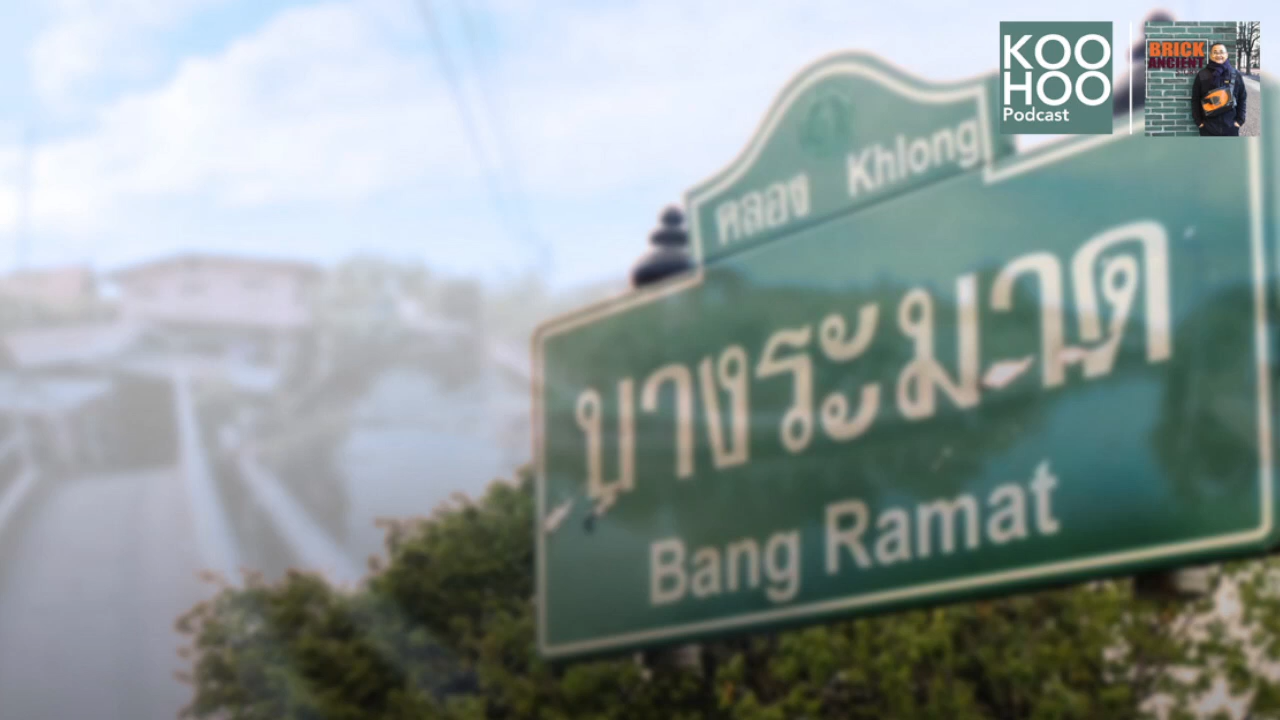 KOO
HOO
Podcast
BRICK
ANCIENT
คลอง Khlong
บางระมาด
Bang Ramat